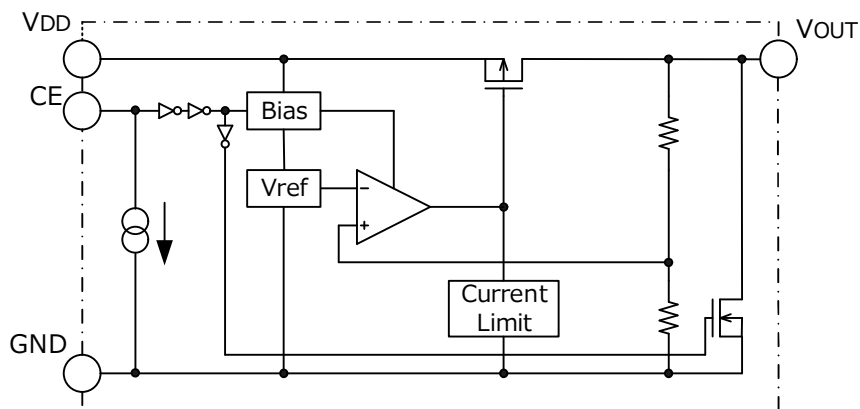 VDD
VOUT
CE
Bias
Vref
−
+
Current
Limit
GND